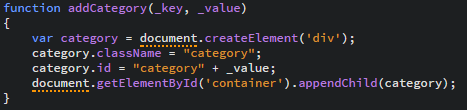 function addCategory(_key, _value)
{
    var category = document.createElement('div');
    category.className = "category";
    category.id = "category" + _value;
    document.getElementById('container').appendChild(category);
}